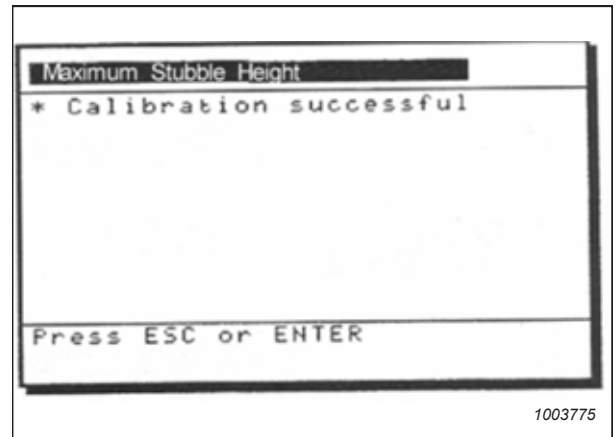 Maximum Stubble Height
* Calibration successful
Press ESC or ENTER
1003775